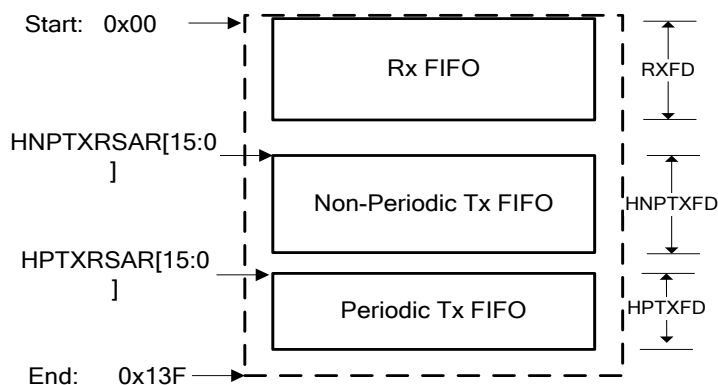 Start: 0x00
Rx FIFO
RXFD
HNPTXRSAR[15:0
]
Non-Periodic Tx FIFO
HNPTXFD
HPTXRSAR[15:0
]
Periodic Tx FIFO
HPTXFD
End: 0x13F